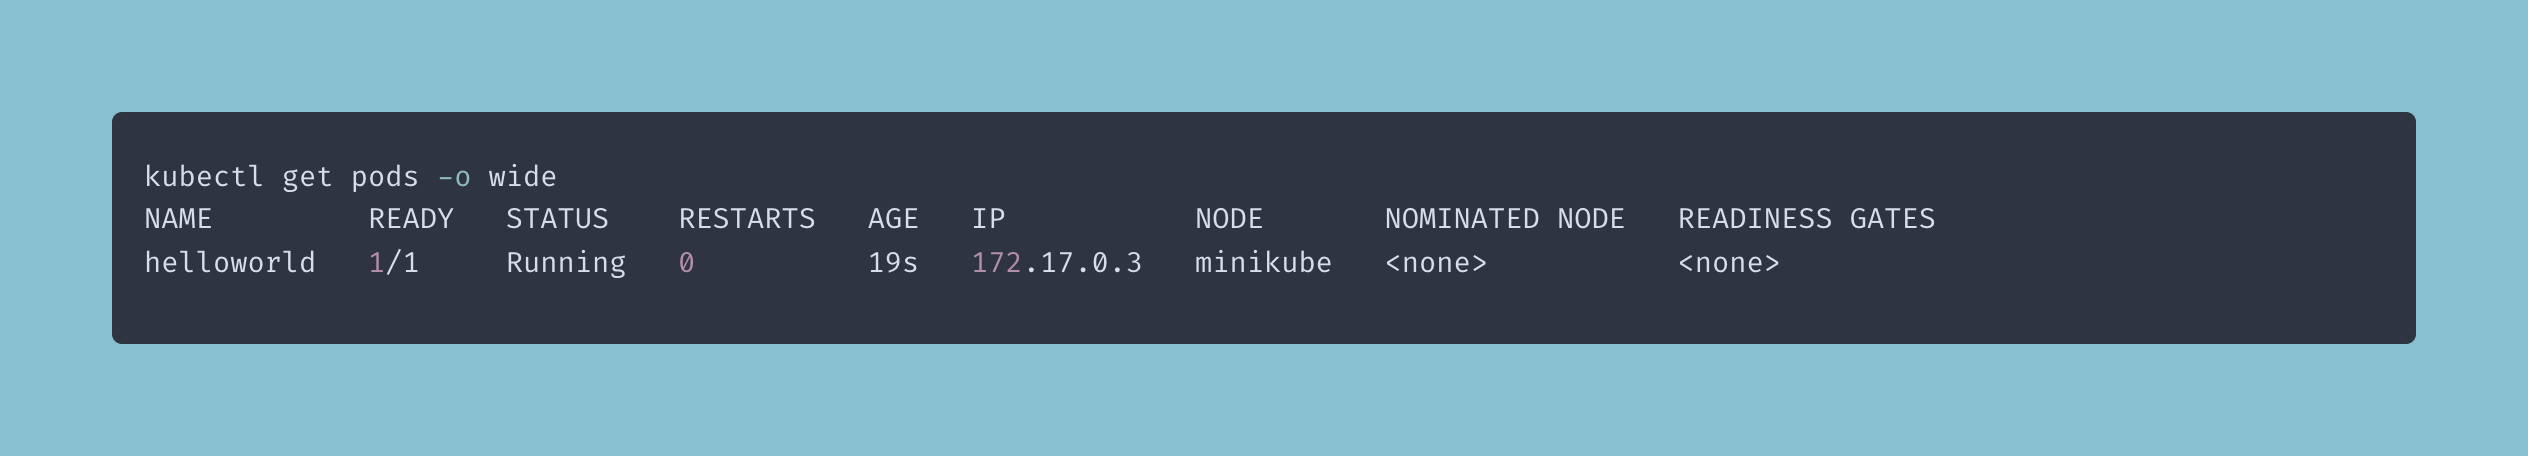 kubectl get pods -o wide
NAME         READY   STATUS    RESTARTS   AGE   IP           NODE       NOMINATED NODE   READINESS GATES
helloworld   1/1     Running   0          19s   172.17.0.3   minikube   <none>           <none>